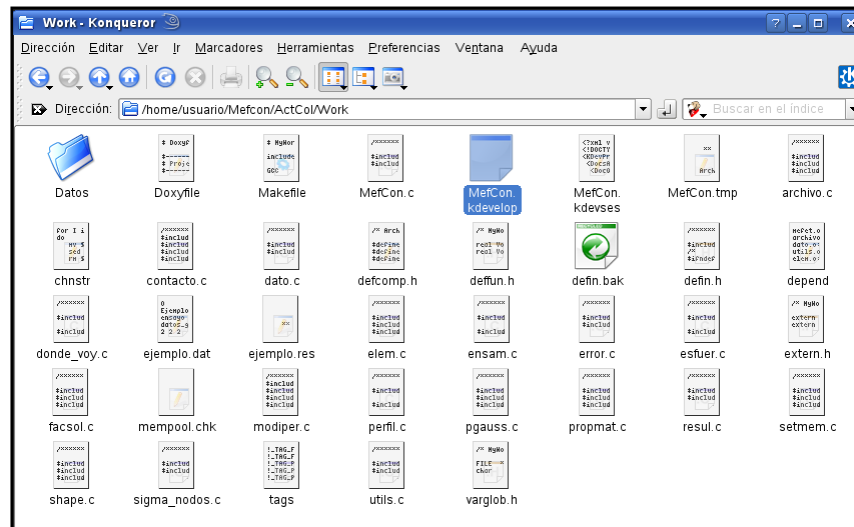 Work - Konqueror
Dirección Editar Ver Ir Marcadores Herramientas Preferencias Ventana Ayuda
Dirección: /home/usuario/Mefcon/ActCol/Work Buscar en el índice
Datos Doxyfile Makefile MefCon.c MefCon.kdevelop MefCon.kdevses MefCon.tmp archivo.c
chnstr contacto.c dato.c defcomp.h deffun.h defin.bak defin.h depend
donde_voy.c ejemplo.dat ejemplo.res elem.c ensam.c error.c esfuer.c extern.h
facsol.c mempool.chk modiper.c perfil.c pgauss.c propmat.c resul.c setmem.c
shape.c sigma_nodos.c tags utils.c varglob.h